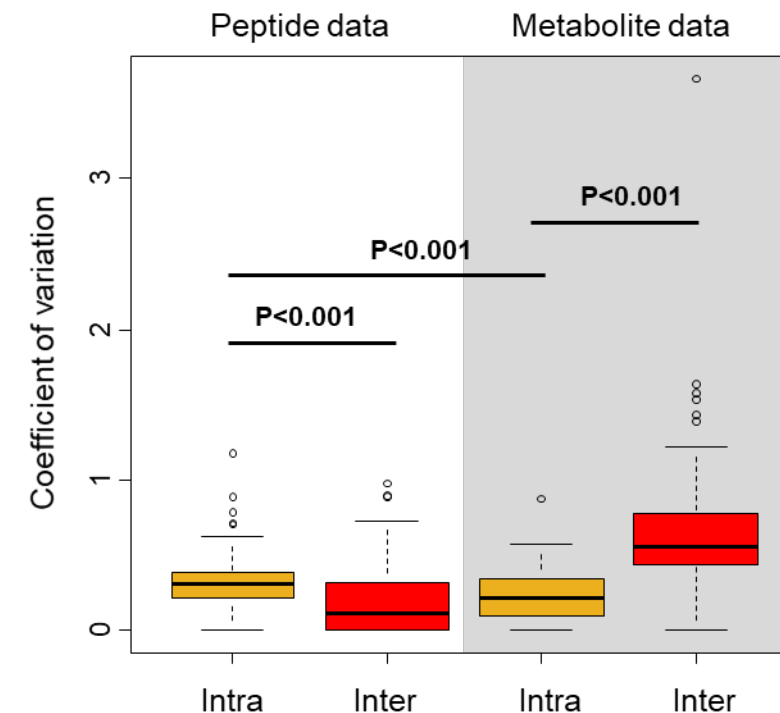 Peptide data
Metabolite data
Coefficient of variation
3
2
1
0
P<0.001
P<0.001
P<0.001
Intra
Inter
Intra
Inter